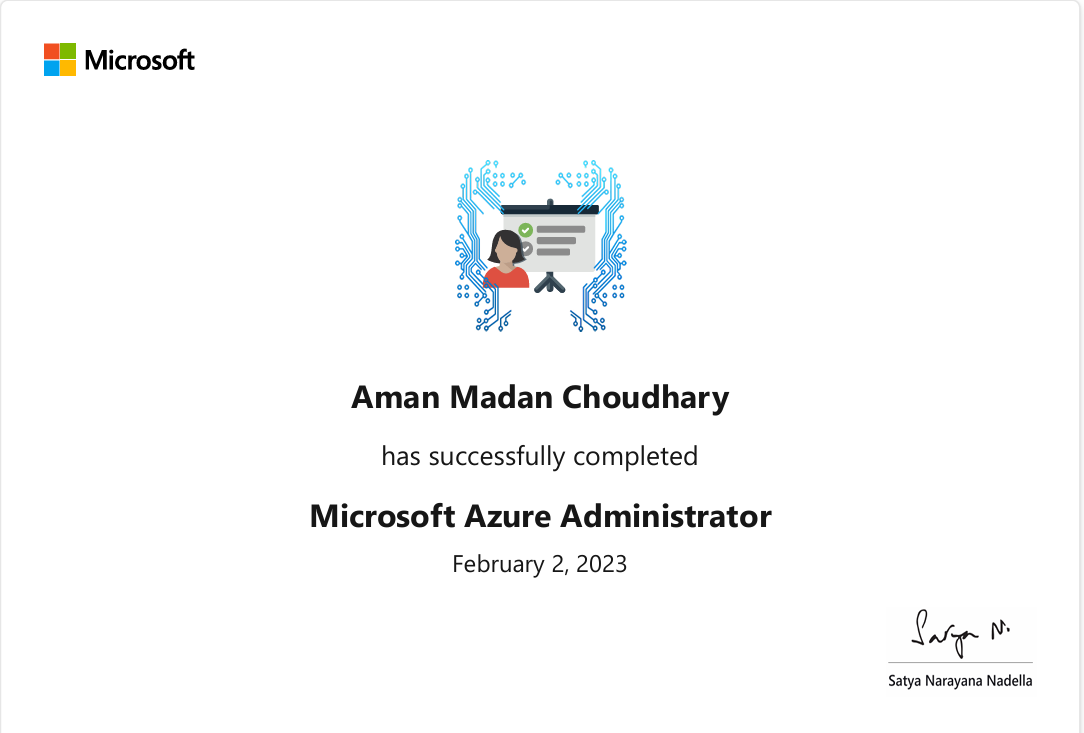 Microsoft
Aman Madan Choudhary
has successfully completed
Microsoft Azure Administrator
February 2, 2023
Satya N.
Satya Narayana Nadella